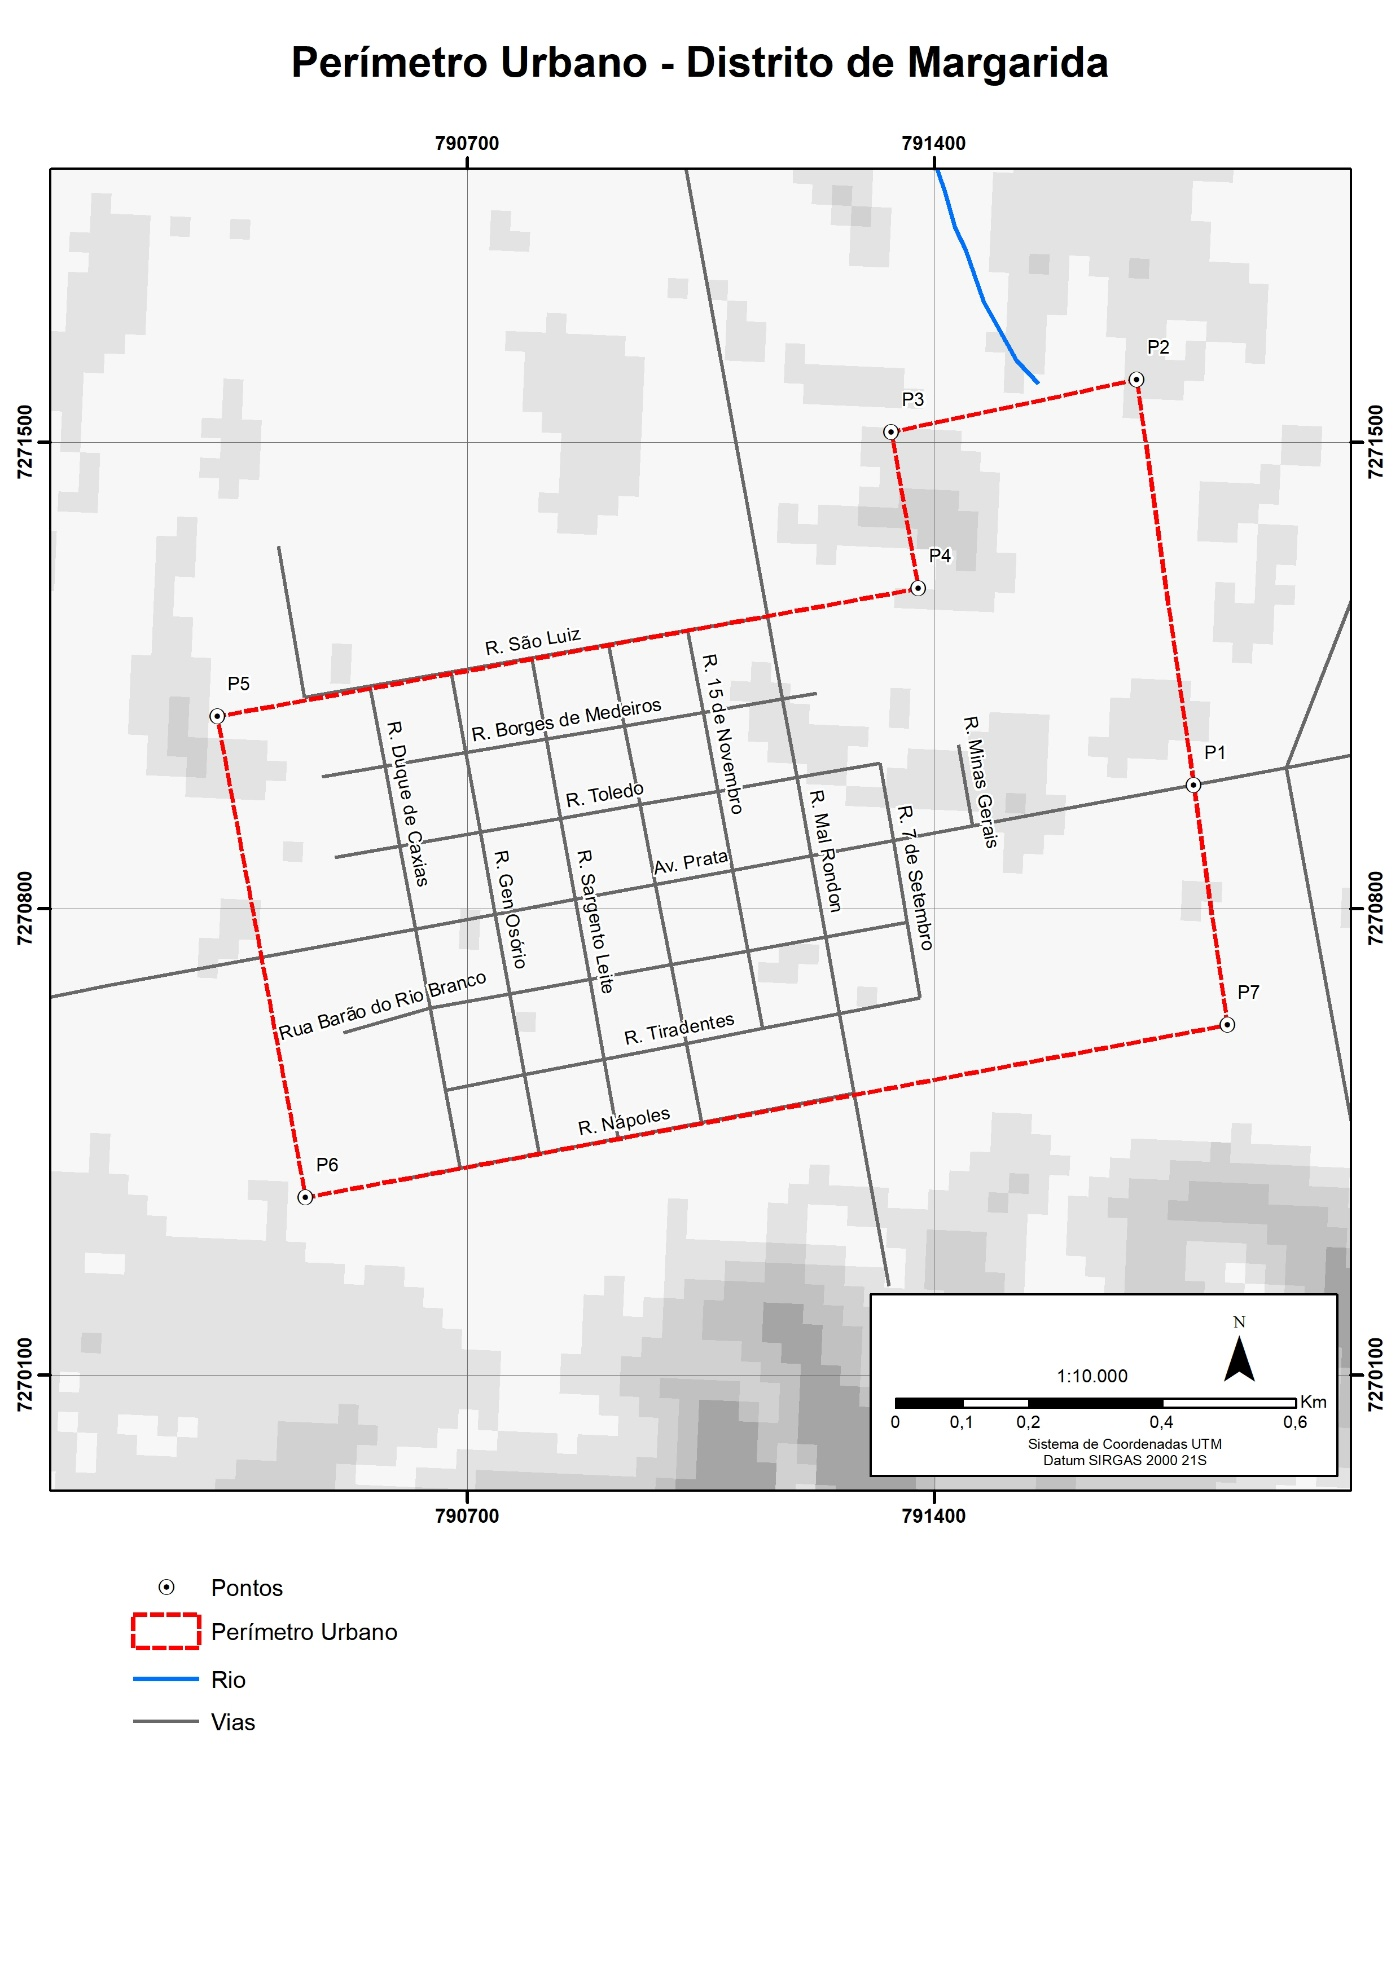 Perímetro Urbano - Distrito de Margarida
790700
791400
7271500
7271500
P2
P3
P4
R. São Luiz
P5
R. 15 de Novembro
R. Borges de Medeiros
R. Duque de Caxias
R. Minas Gerais
P1
R. Toledo
R. Mal Rondon
R. 7 de Setembro
Av. Prata
R. Gen Osório
R. Sargento Leite
7270800
7270800
Rua Barão do Rio Branco
P7
R. Tiradentes
R. Nápoles
P6
N
7270100
7270100
1:10.000
Km
0 0,1 0,2 0,4 0,6
Sistema de Coordenadas UTM
Datum SIRGAS 2000 21S
790700
791400
Pontos
Perímetro Urbano
Rio
Vias